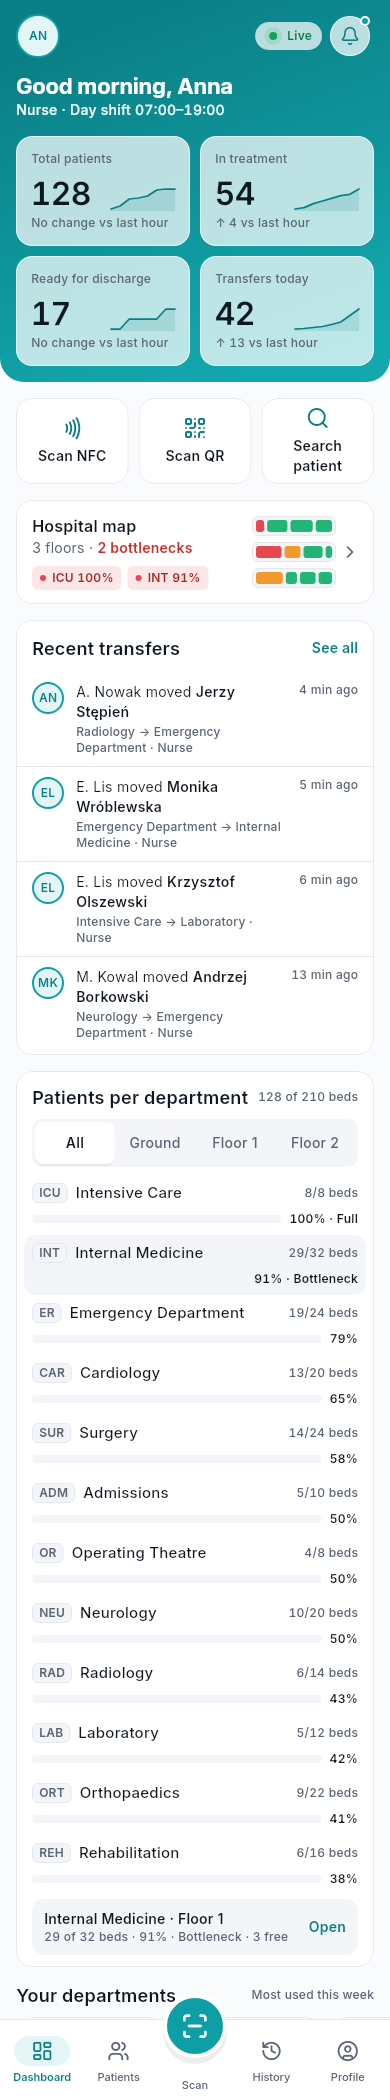 AN
Live
Good morning, Anna
Nurse · Day shift 07:00–19:00
Total patients
128
No change vs last hour
In treatment
54
↑ 4 vs last hour
Ready for discharge
17
No change vs last hour
Transfers today
42
↑ 13 vs last hour
Scan NFC
Scan QR
Search
patient
Hospital map
3 floors · 2 bottlenecks
ICU 100%
INT 91%
Recent transfers
See all
AN
A. Nowak moved Jerzy
Stępień
4 min ago
Radiology → Emergency
Department · Nurse
EL
E. Lis moved Monika
Wróblewska
5 min ago
Emergency Department → Internal
Medicine · Nurse
EL
E. Lis moved Krzysztof
Olszewski
6 min ago
Intensive Care → Laboratory ·
Nurse
MK
M. Kowal moved Andrzej
Borkowski
13 min ago
Neurology → Emergency
Department · Nurse
Patients per department
128 of 210 beds
All
Ground
Floor 1
Floor 2
ICU Intensive Care 8/8 beds
100% · Full
INT Internal Medicine 29/32 beds
91% · Bottleneck
ER Emergency Department 19/24 beds
79%
CAR Cardiology 13/20 beds
65%
SUR Surgery 14/24 beds
58%
ADM Admissions 5/10 beds
50%
OR Operating Theatre 4/8 beds
50%
NEU Neurology 10/20 beds
50%
RAD Radiology 6/14 beds
43%
LAB Laboratory 5/12 beds
42%
ORT Orthopaedics 9/22 beds
41%
REH Rehabilitation 6/16 beds
38%
Internal Medicine · Floor 1
29 of 32 beds · 91% · Bottleneck · 3 free
Open
Your departments
Most used this week
Dashboard
Patients
Scan
History
Profile